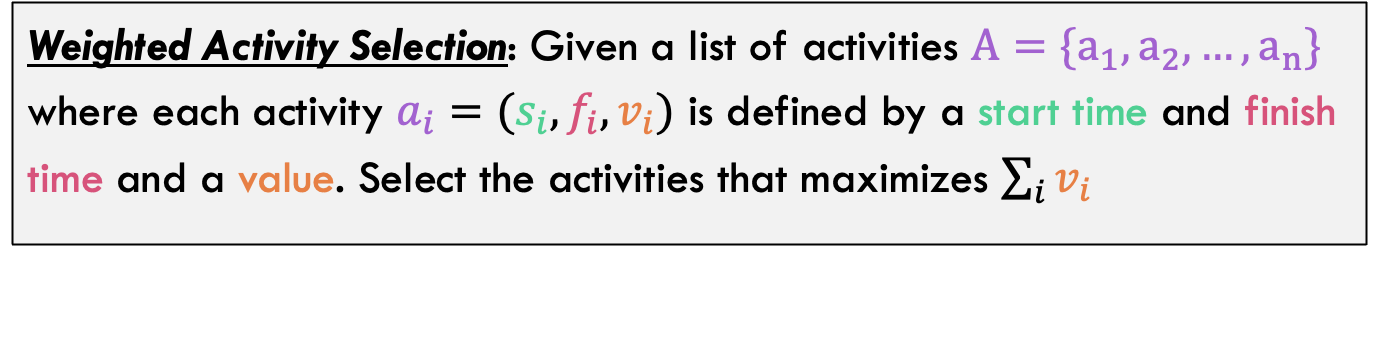 Weighted Activity Selection: Given a list of activities A = {a₁, a₂, … , aₙ}
where each activity aᵢ = (sᵢ, fᵢ, vᵢ) is defined by a start time and finish
time and a value. Select the activities that maximizes ∑ᵢ vᵢ